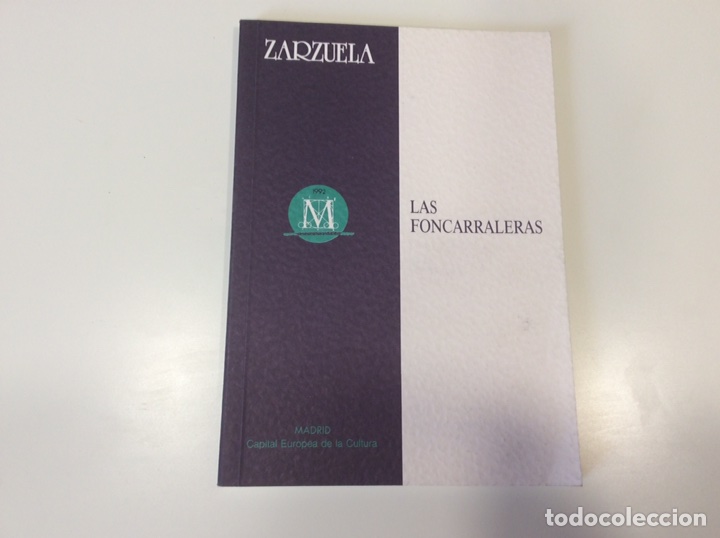 ZARZUELA
1992
M
LAS
FONCARRALERAS
MADRID
Capital Europea de la Cultura
todocoleccion